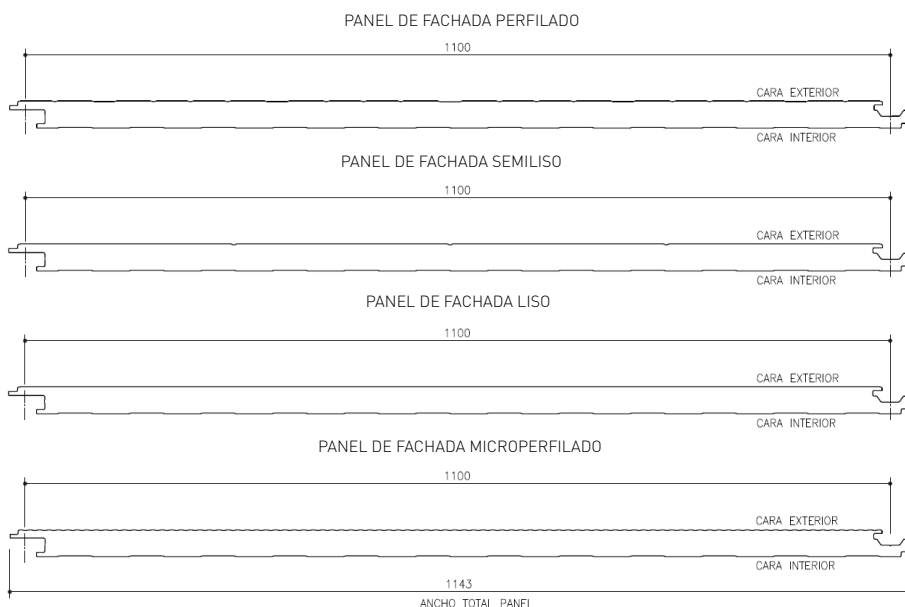 PANEL DE FACHADA PERFILADO
1100
CARA EXTERIOR
CARA INTERIOR
PANEL DE FACHADA SEMILISO
1100
CARA EXTERIOR
CARA INTERIOR
PANEL DE FACHADA LISO
1100
CARA EXTERIOR
CARA INTERIOR
PANEL DE FACHADA MICROPERFILADO
1100
CARA EXTERIOR
CARA INTERIOR
1143
ANCHO TOTAL PANEL